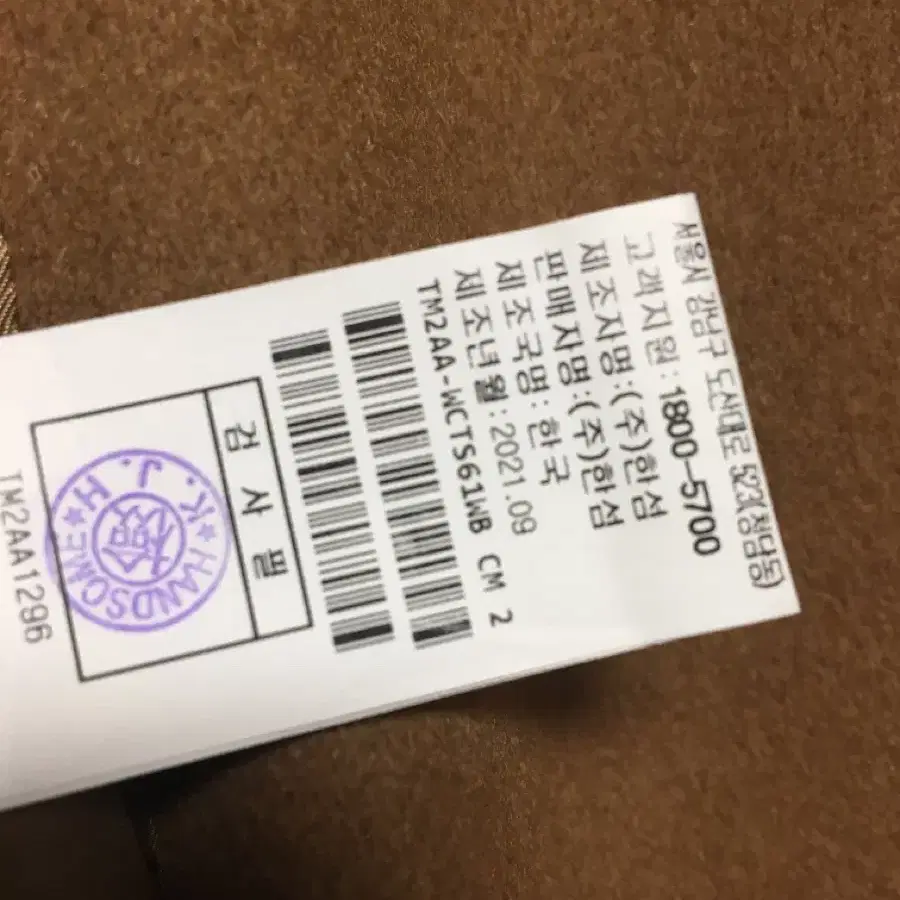 서울시 강남구 도산대로 523(청담동)
고객지원:1800-5700
제조자명:(주)한섬
판매자명:(주)한섬
제조국명:한국
제조년월:2021.09
TM2AA-WCTS61WB CM 2
검사필
HANDSOME K.J.H
TM2AA1296